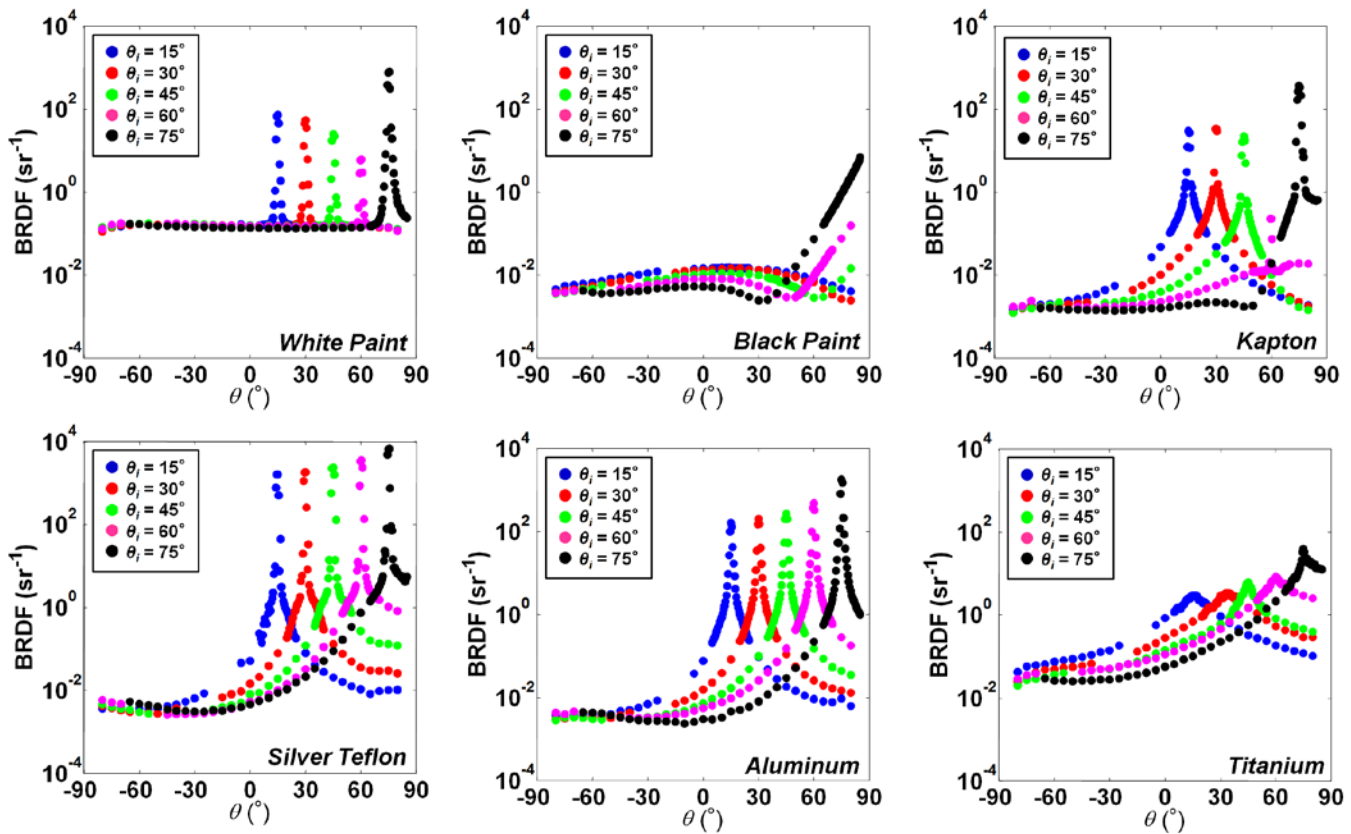 10^4
θi = 15°
θi = 30°
10^2
θi = 45°
θi = 60°
θi = 75°
10^0
10^-2
10^-4
BRDF (sr^-1)
-90 -60 -30 0 30 60 90
θ (°)
White Paint
10^4
θi = 15°
θi = 30°
10^2
θi = 45°
θi = 60°
θi = 75°
10^0
10^-2
10^-4
BRDF (sr^-1)
-90 -60 -30 0 30 60 90
θ (°)
Black Paint
10^4
θi = 15°
θi = 30°
10^2
θi = 45°
θi = 60°
θi = 75°
10^0
10^-2
10^-4
BRDF (sr^-1)
-90 -60 -30 0 30 60 90
θ (°)
Kapton
10^4
θi = 15°
θi = 30°
10^2
θi = 45°
θi = 60°
θi = 75°
10^0
10^-2
10^-4
BRDF (sr^-1)
-90 -60 -30 0 30 60 90
θ (°)
Silver Teflon
10^4
θi = 15°
θi = 30°
10^2
θi = 45°
θi = 60°
θi = 75°
10^0
10^-2
10^-4
BRDF (sr^-1)
-90 -60 -30 0 30 60 90
θ (°)
Aluminum
10^4
θi = 15°
θi = 30°
10^2
θi = 45°
θi = 60°
θi = 75°
10^0
10^-2
10^-4
BRDF (sr^-1)
-90 -60 -30 0 30 60 90
θ (°)
Titanium